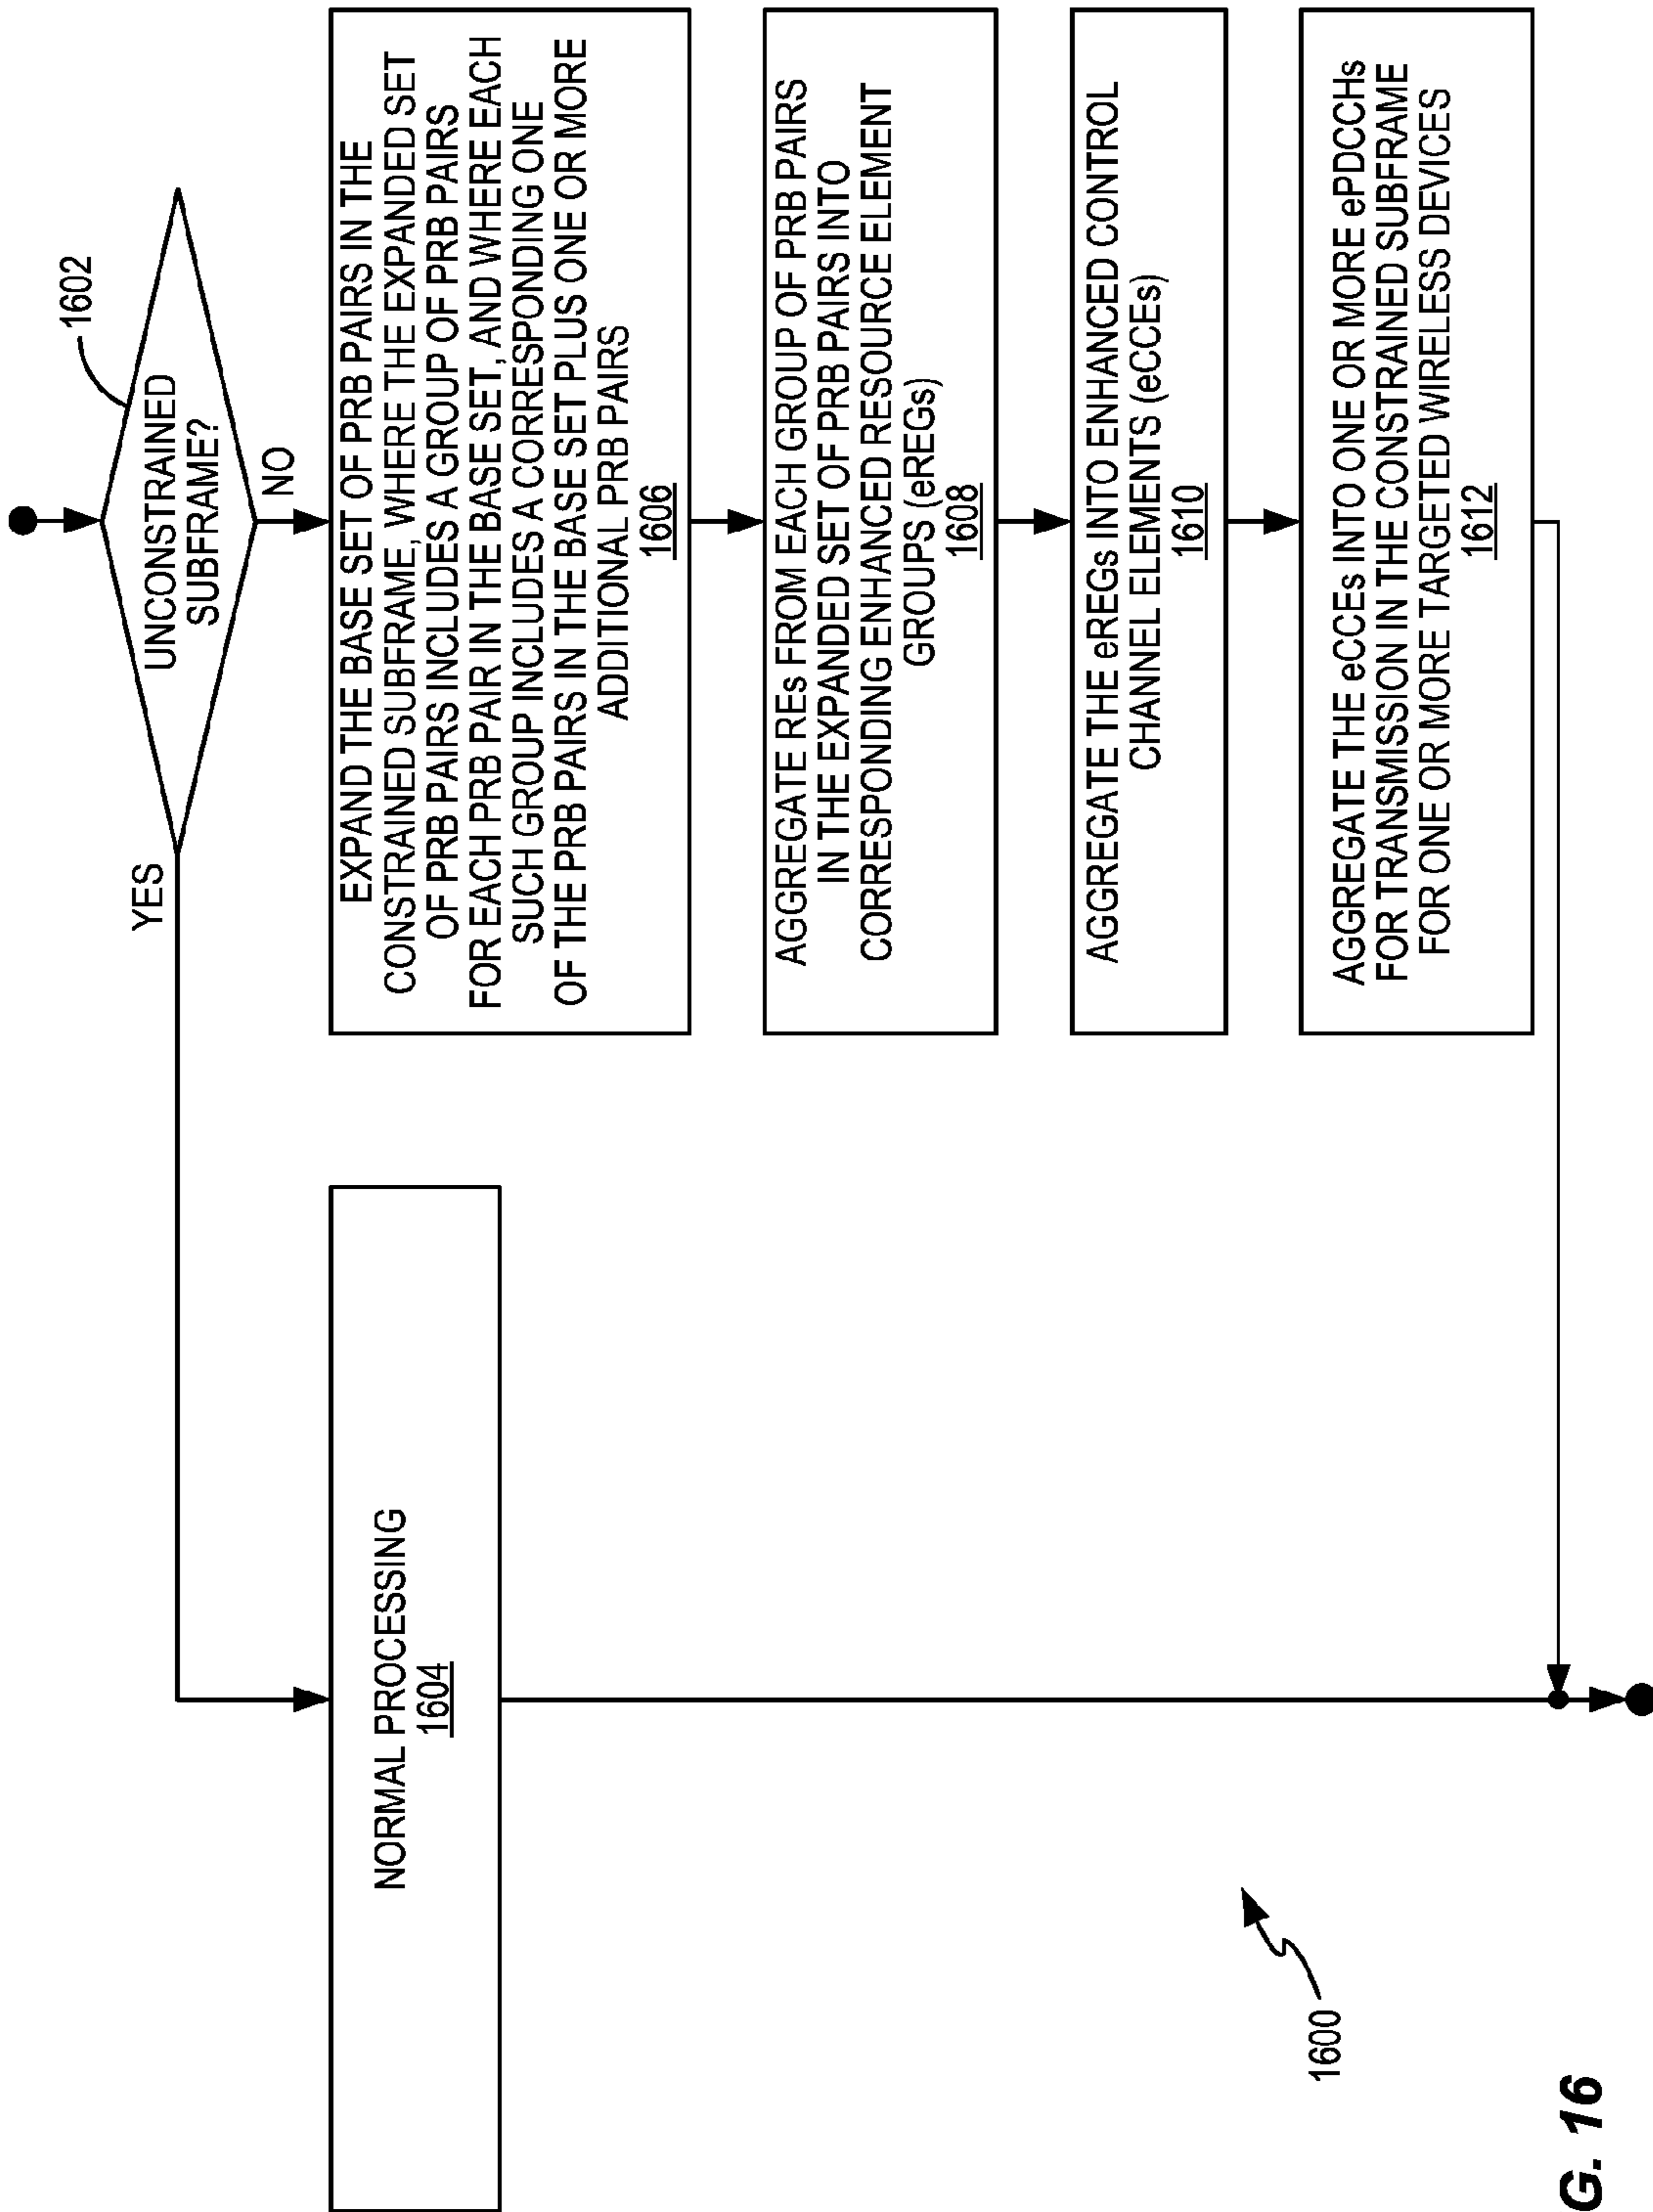 1602
UNCONSTRAINED
SUBFRAME?
YES
NO
NORMAL PROCESSING
1604
EXPAND THE BASE SET OF PRB PAIRS IN THE
CONSTRAINED SUBFRAME, WHERE THE EXPANDED SET
OF PRB PAIRS INCLUDES A GROUP OF PRB PAIRS
FOR EACH PRB PAIR IN THE BASE SET, AND WHERE EACH
SUCH GROUP INCLUDES A CORRESPONDING ONE
OF THE PRB PAIRS IN THE BASE SET PLUS ONE OR MORE
ADDITIONAL PRB PAIRS
1606
AGGREGATE REs FROM EACH GROUP OF PRB PAIRS
IN THE EXPANDED SET OF PRB PAIRS INTO
CORRESPONDING ENHANCED RESOURCE ELEMENT
GROUPS (eREGs)
1608
AGGREGATE THE eREGs INTO ENHANCED CONTROL
CHANNEL ELEMENTS (eCCEs)
1610
AGGREGATE THE eCCEs INTO ONE OR MORE ePDCCHs
FOR TRANSMISSION IN THE CONSTRAINED SUBFRAME
FOR ONE OR MORE TARGETED WIRELESS DEVICES
1612
1600
G. 16